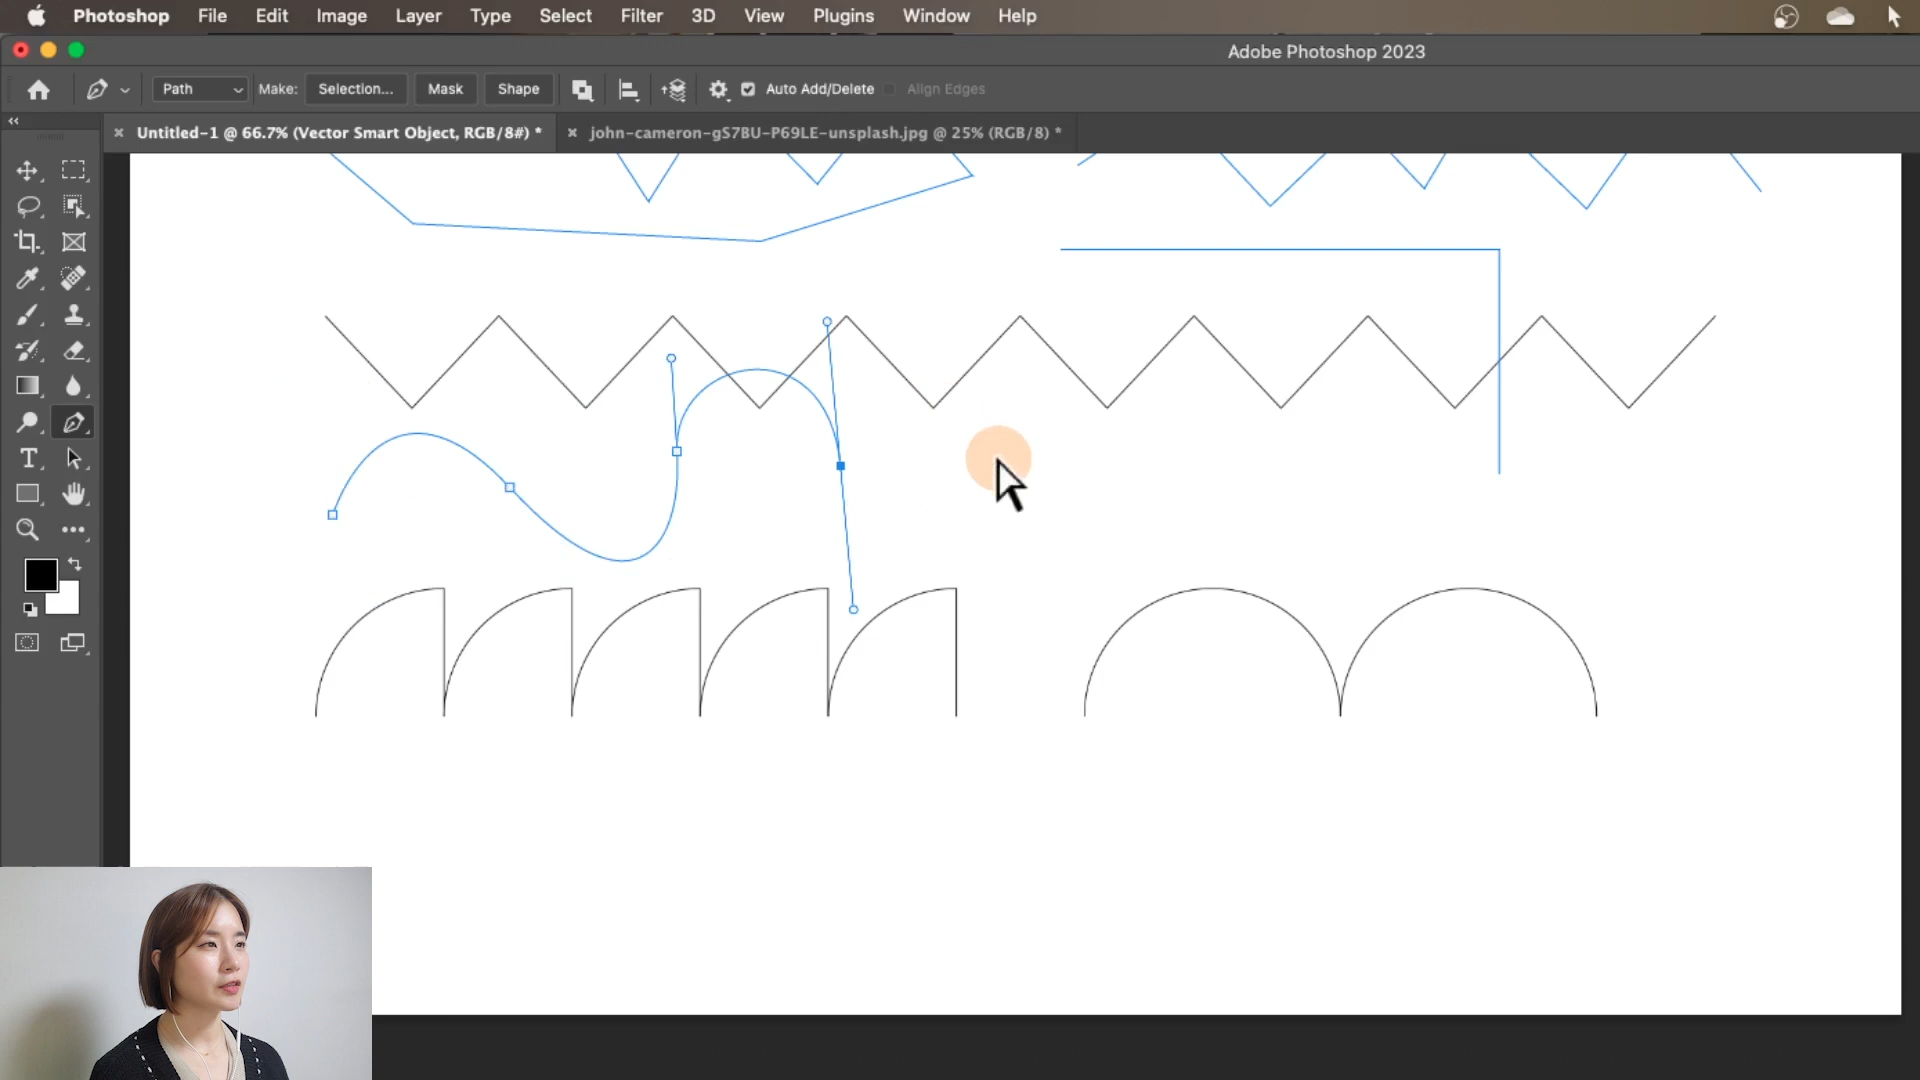 Photoshop File Edit Image Layer Type Select Filter 3D View Plugins Window Help
Adobe Photoshop 2023
Path Make: Selection... Mask Shape Auto Add/Delete Align Edges
Untitled-1 @ 66.7% (Vector Smart Object, RGB/8#) * john-cameron-gS7BU-P69LE-unsplash.jpg @ 25% (RGB/8) *